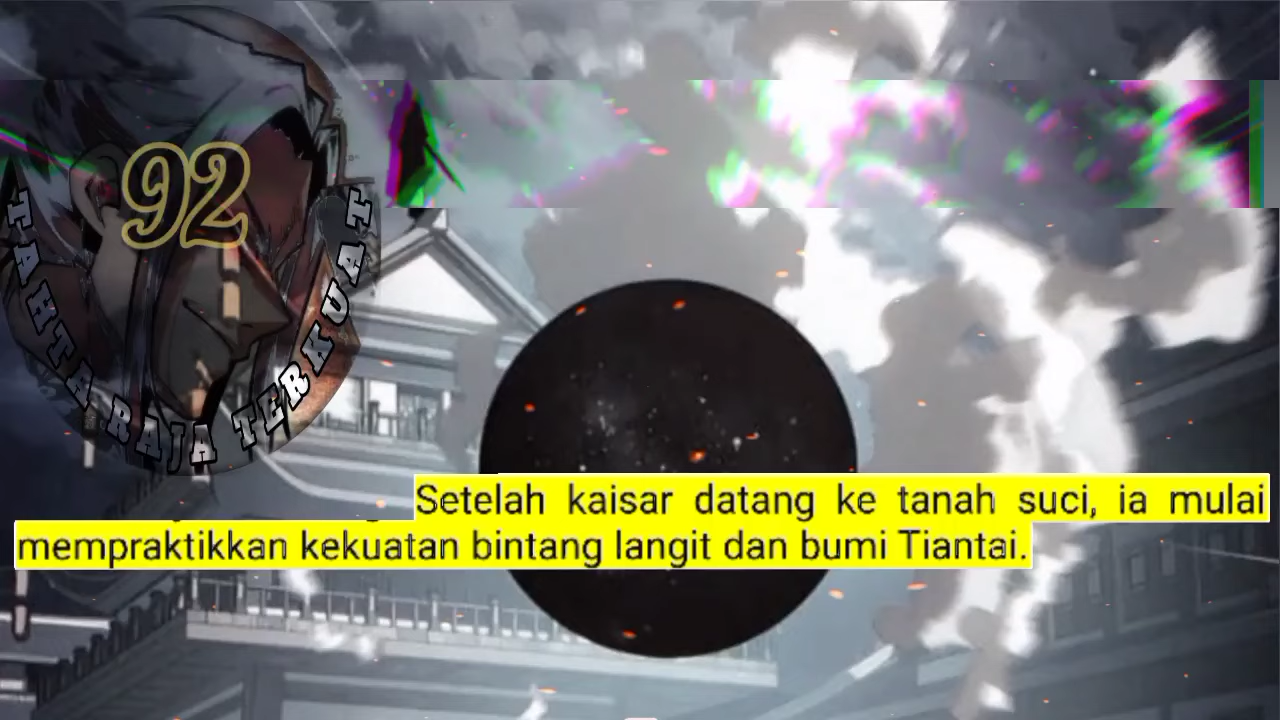 92
TAHTA RAJA TERKUAT
Setelah kaisar datang ke tanah suci, ia mulai
mempraktikkan kekuatan bintang langit dan bumi Tiantai.